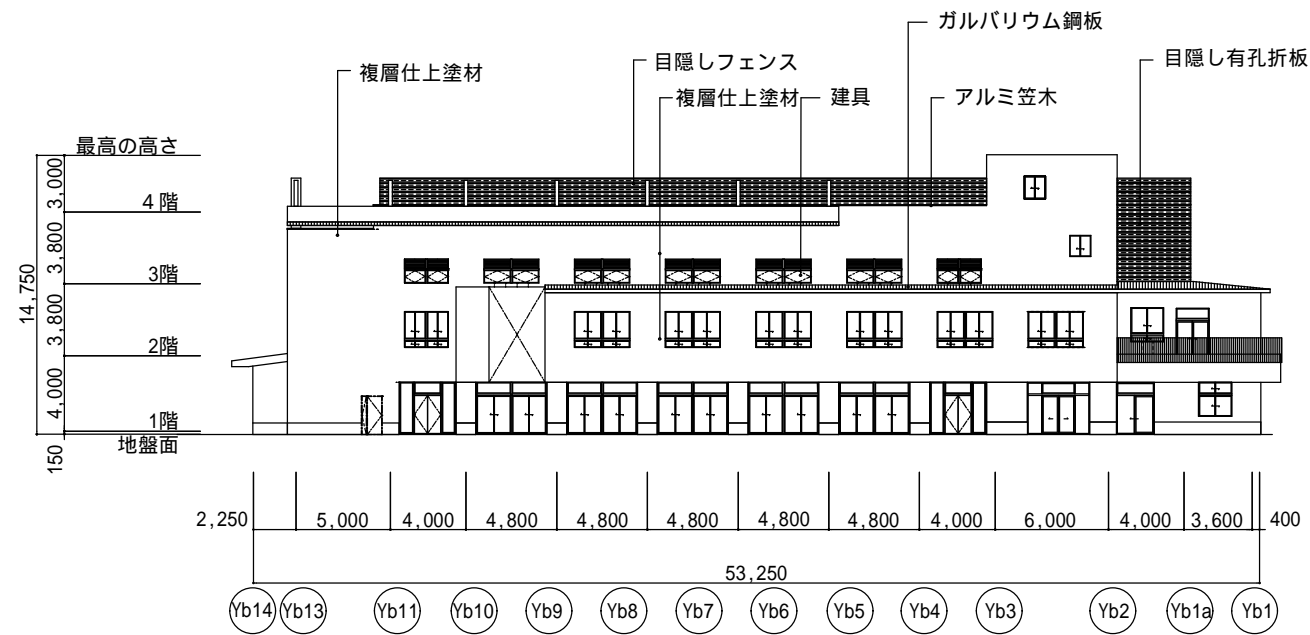 ガルバリウム鋼板
目隠しフェンス
目隠し有孔折板
複層仕上塗材
複層仕上塗材
建具
アルミ笠木
最高の高さ
3,000
4階
3,800
3階
14,750
3,800
2階
4,000
1階
地盤面
150
2,250
5,000
4,000
4,800
4,800
4,800
4,800
4,800
4,000
6,000
4,000
3,600
400
53,250
Yb14
Yb13
Yb11
Yb10
Yb9
Yb8
Yb7
Yb6
Yb5
Yb4
Yb3
Yb2
Yb1a
Yb1